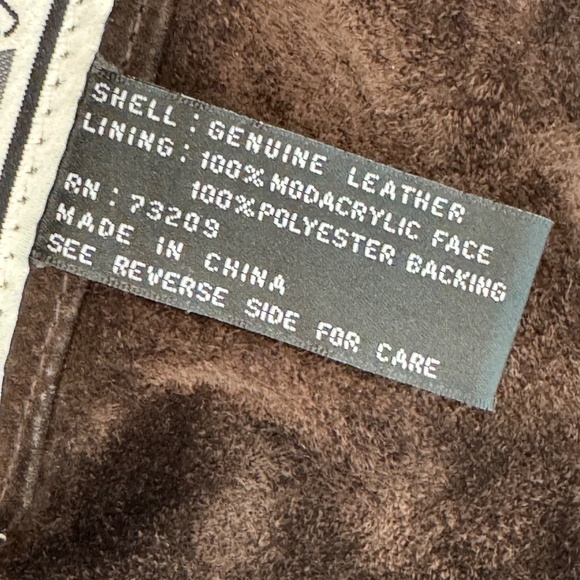 SHELL: GENUINE LEATHER
LINING: 100% MODACRYLIC FACE
100% POLYESTER BACKING
RN: 73209
MADE IN CHINA
SEE REVERSE SIDE FOR CARE